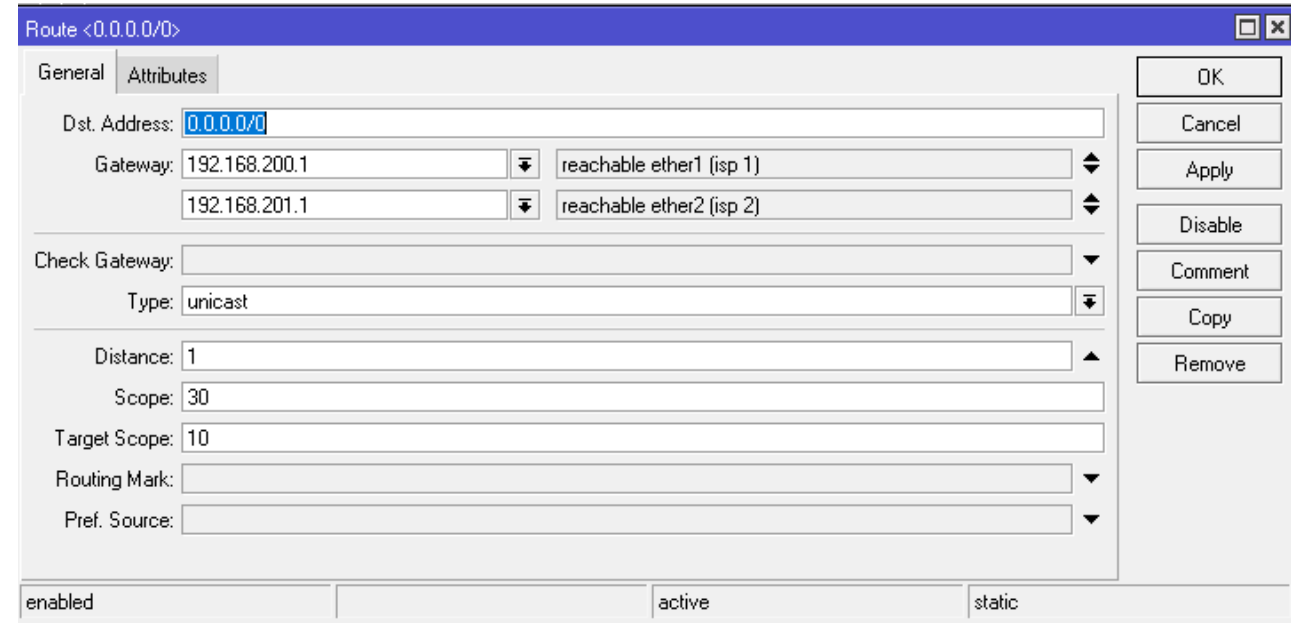 Route <0.0.0.0/0>
General Attributes
Dst. Address: 0.0.0.0/0
Gateway: 192.168.200.1 reachable ether1 (isp 1)
192.168.201.1 reachable ether2 (isp 2)
Check Gateway:
Type: unicast
Distance: 1
Scope: 30
Target Scope: 10
Routing Mark:
Pref. Source:
OK
Cancel
Apply
Disable
Comment
Copy
Remove
enabled active static